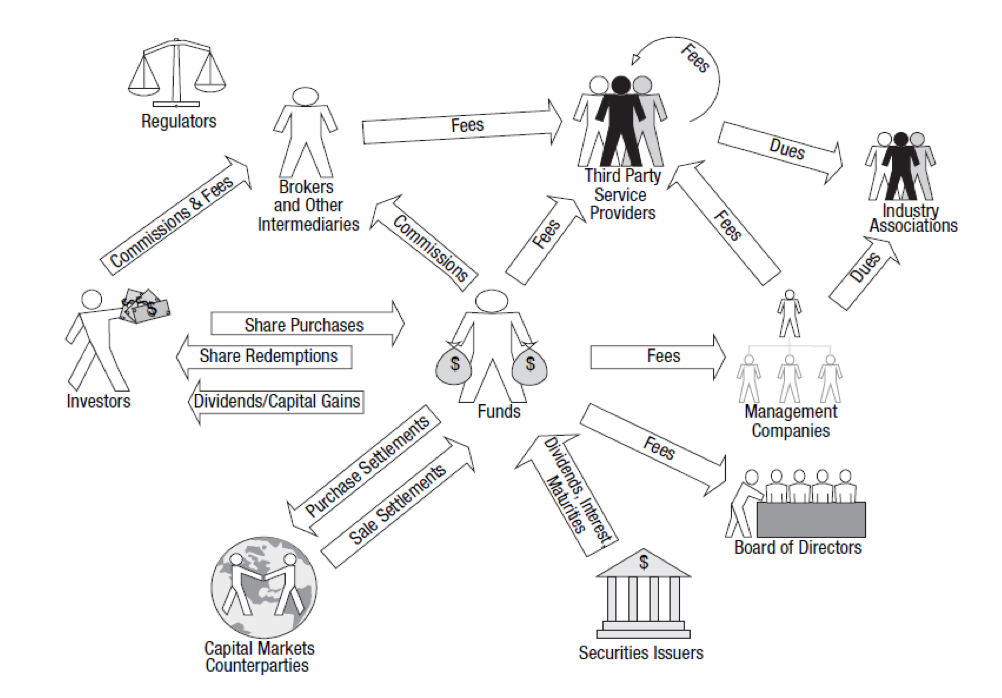 Fees
Regulators
Fees
Dues
Brokers
and Other
Intermediaries
Third Party
Service
Providers
Industry
Associations
Commissions & Fees
Commissions
Fees
Fees
Dues
$
Share Purchases
Share Redemptions
Dividends/Capital Gains
Investors
$
$
Funds
Fees
Management
Companies
Purchase Settlements
Sale Settlements
Dividends, Interest,
Maturities
Fees
Board of Directors
$
Capital Markets
Counterparties
Securities Issuers